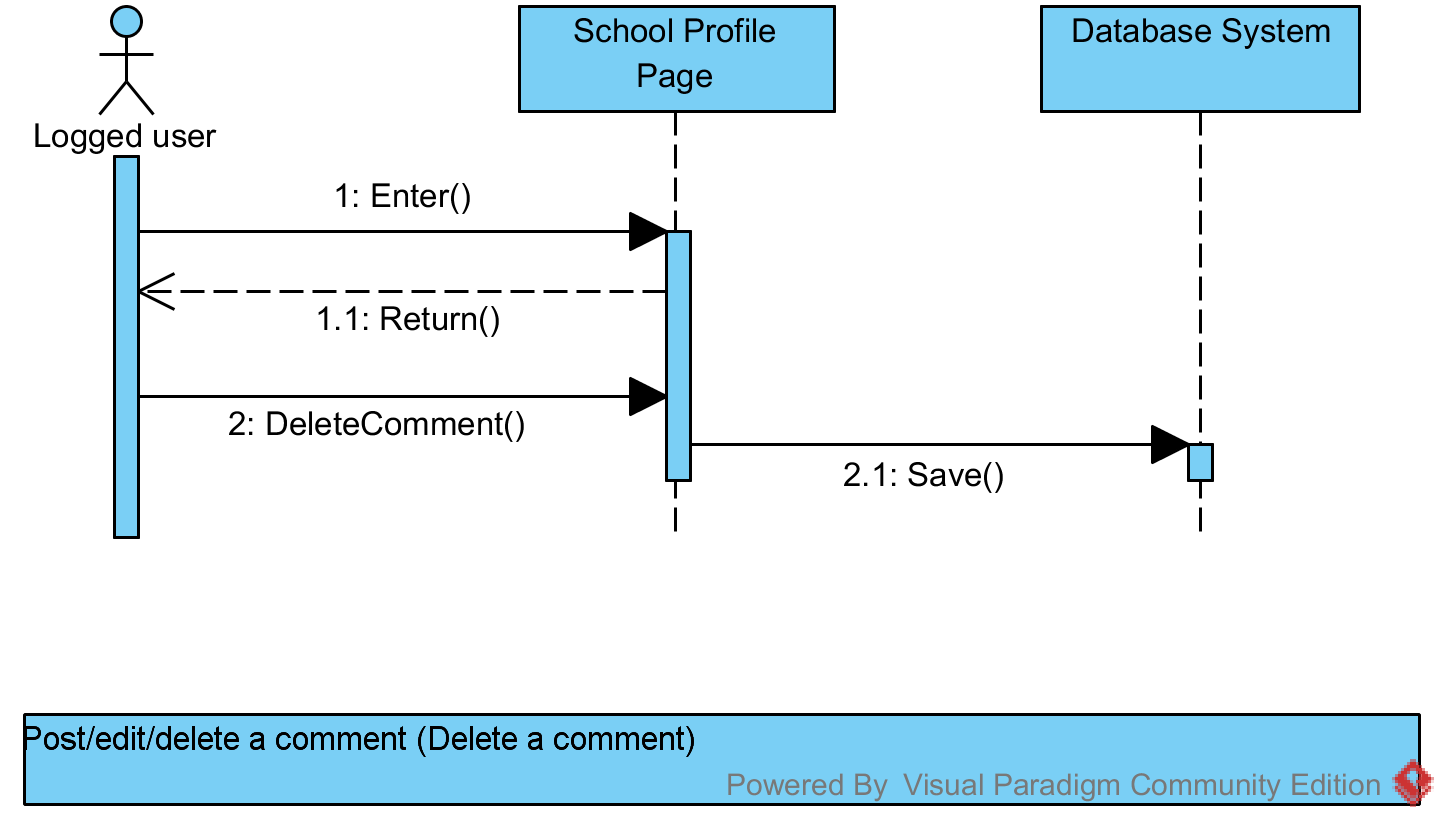 School Profile
Page
Database System
Logged user
1: Enter()
1.1: Return()
2: DeleteComment()
2.1: Save()
Post/edit/delete a comment (Delete a comment)
Powered By  Visual Paradigm Community Edition